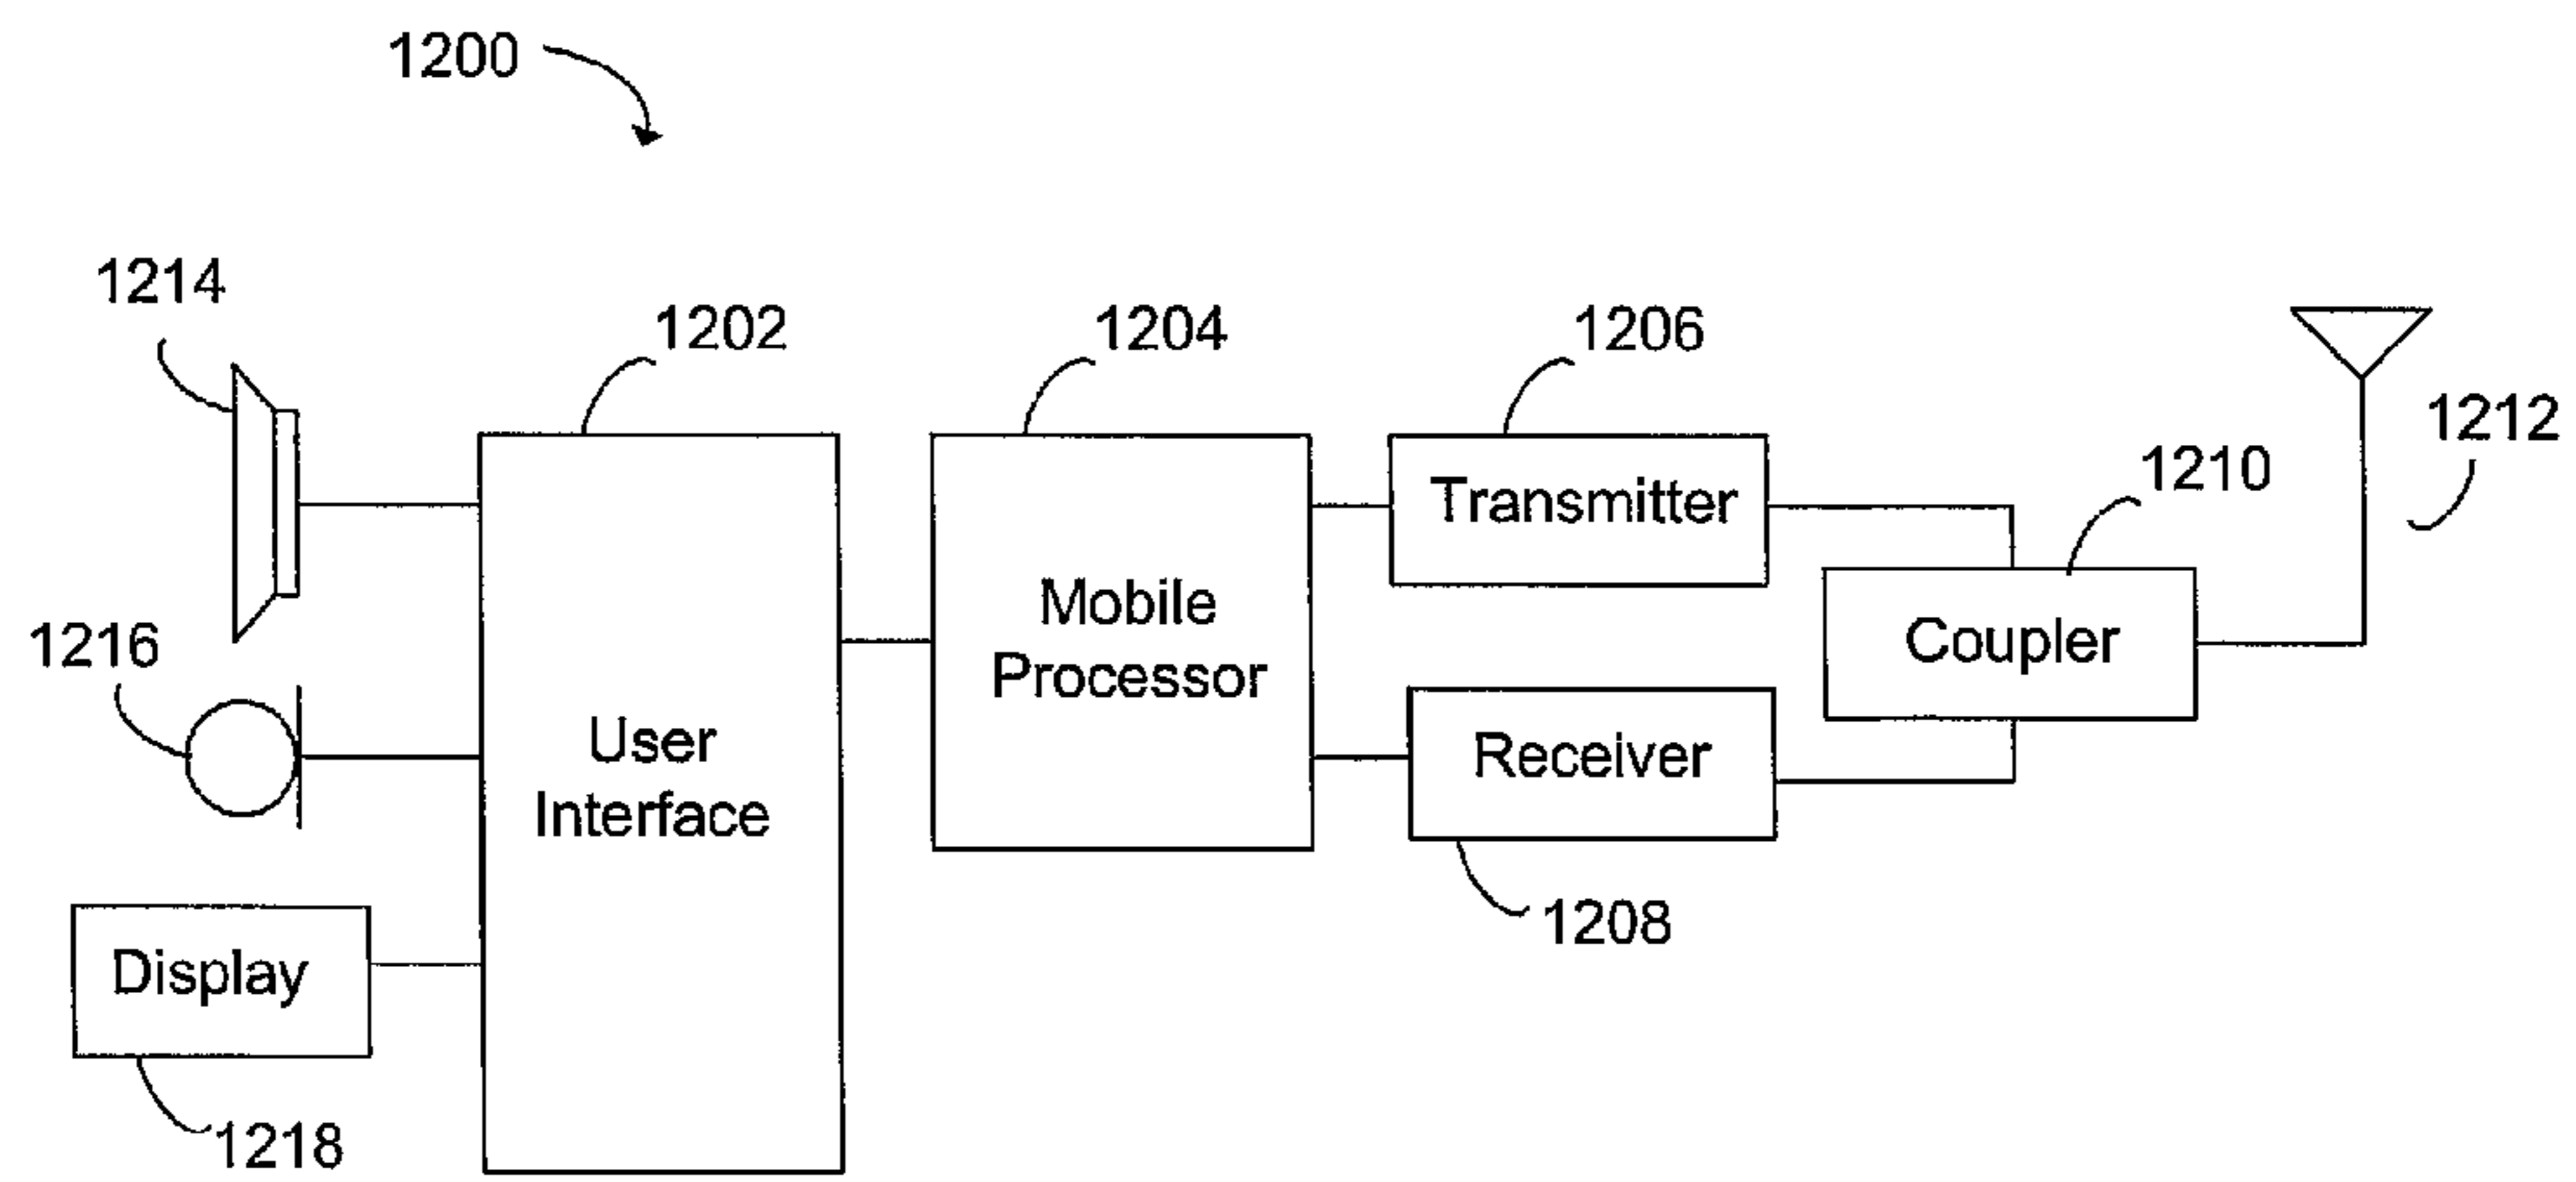 1200
1214
1202
1204
1206
1212
1210
Transmitter
Mobile
Processor
Coupler
1216
User
Interface
Receiver
1208
Display
1218